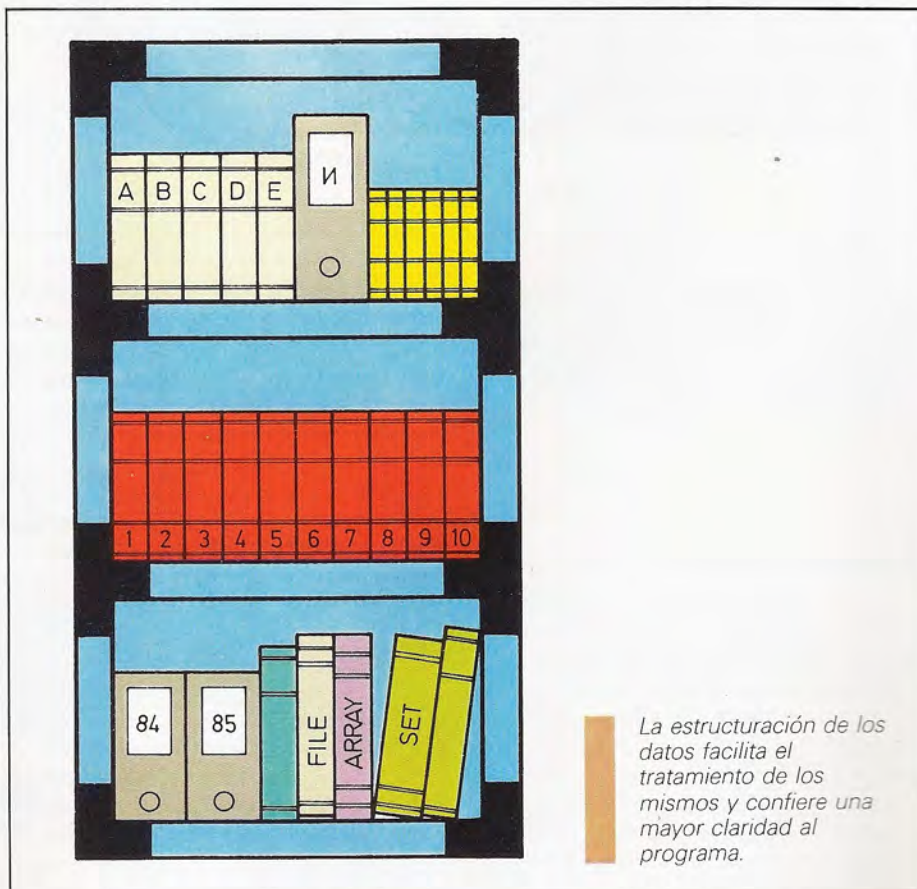 A B C D E И
1 2 3 4 5 6 7 8 9 10
84 85 FILE ARRAY SET
La estructuración de los
datos facilita el
tratamiento de los
mismos y confiere una
mayor claridad al
programa.